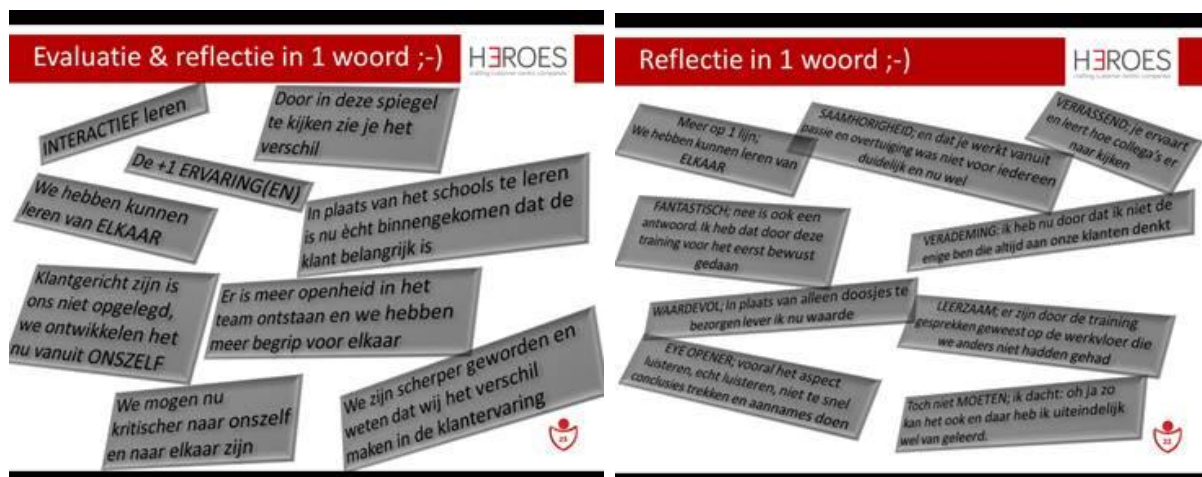 Evaluatie & reflectie in 1 woord ;-)
HEROES
crafting customer centric companies
INTERACTIEF leren
Door in deze spiegel
te kijken zie je het
verschil
De +1 ERVARING(EN)
We hebben kunnen
leren van ELKAAR
In plaats van het schools te leren
is nu ècht binnengekomen dat de
klant belangrijk is
Klantgericht zijn is
ons niet opgelegd,
we ontwikkelen het
nu vanuit ONSZELF
Er is meer openheid in het
team ontstaan en we hebben
meer begrip voor elkaar
We mogen nu
kritischer naar onszelf
en naar elkaar zijn
We zijn scherper geworden en
weten dat wij het verschil
maken in de klantervaring
Reflectie in 1 woord ;-)
HEROES
crafting customer centric companies
Meer op 1 lijn;
We hebben kunnen leren van
ELKAAR
SAAMHORIGHEID; en dat je werkt vanuit
passie en overtuiging was niet voor iedereen
duidelijk en nu wel
VERRASSEND: je ervaart
en leert hoe collega's er
naar kijken
FANTASTISCH; nee is ook een
antwoord. Ik heb dat door deze
training voor het eerst bewust
gedaan
VERADEMING: ik heb nu door dat ik niet de
enige ben die altijd aan onze klanten denkt
WAARDEVOL; In plaats van alleen doosjes te
bezorgen lever ik nu waarde
LEERZAAM; er zijn door de training
gesprekken geweest op de werkvloer die
we anders niet hadden gehad
EYE OPENER; vooral het aspect
luisteren, echt luisteren, niet te snel
conclusies trekken en aannames doen
Toch niet MOETEN; ik dacht: oh ja zo
kan het ook en daar heb ik uiteindelijk
wel van geleerd.